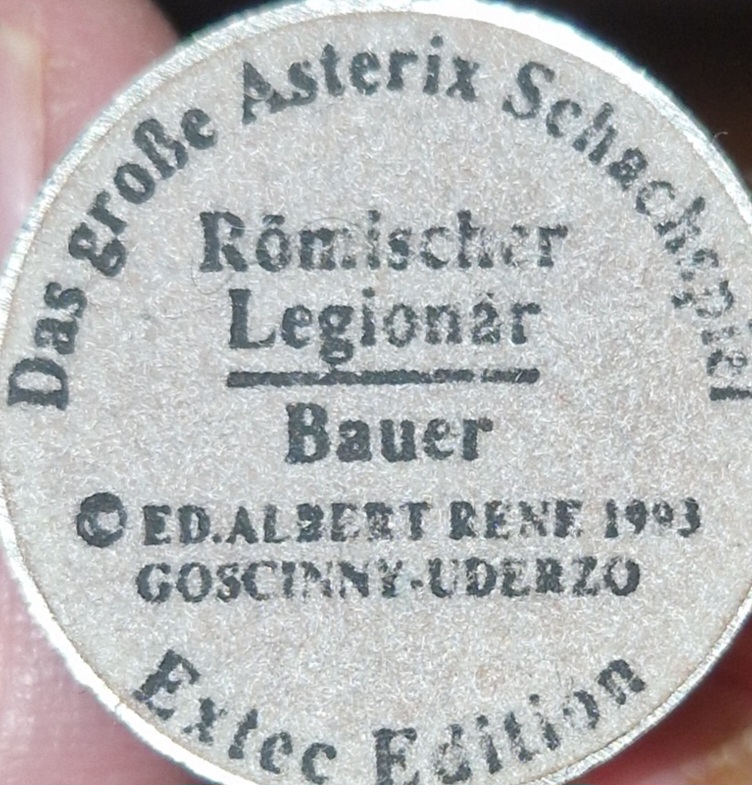 Das große Asterix Schachspiel
Römischer
Legionär
Bauer
© ED.ALBERT RENE 1993
GOSCINNY-UDERZO
Extec Edition